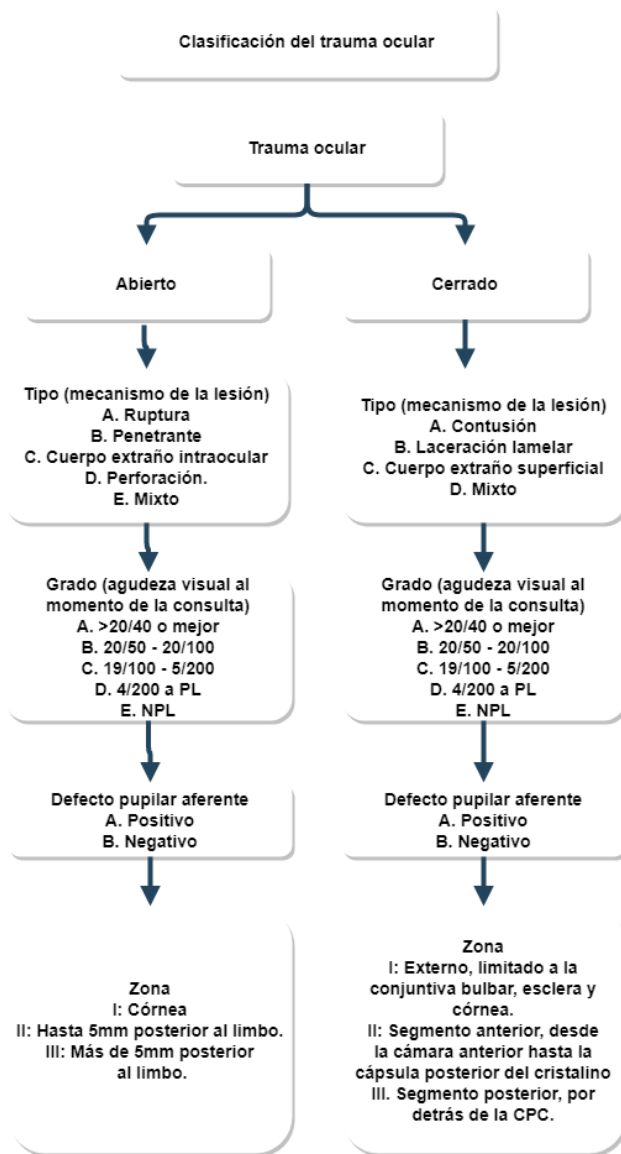 Clasificación del trauma ocular
Trauma ocular
Abierto
Cerrado
Tipo (mecanismo de la lesión)
A. Ruptura
B. Penetrante
C. Cuerpo extraño intraocular
D. Perforación.
E. Mixto
Tipo (mecanismo de la lesión)
A. Contusión
B. Laceración lamelar
C. Cuerpo extraño superficial
D. Mixto
Grado (agudeza visual al
momento de la consulta)
A. >20/40 o mejor
B. 20/50 - 20/100
C. 19/100 - 5/200
D. 4/200 a PL
E. NPL
Grado (agudeza visual al
momento de la consulta)
A. >20/40 o mejor
B. 20/50 - 20/100
C. 19/100 - 5/200
D. 4/200 a PL
E. NPL
Defecto pupilar aferente
A. Positivo
B. Negativo
Defecto pupilar aferente
A. Positivo
B. Negativo
Zona
I: Córnea
II: Hasta 5mm posterior al limbo.
III: Más de 5mm posterior
al limbo.
Zona
I: Externo, limitado a la
conjuntiva bulbar, esclera y
córnea.
II: Segmento anterior, desde
la cámara anterior hasta la
cápsula posterior del cristalino
III. Segmento posterior, por
detrás de la CPC.